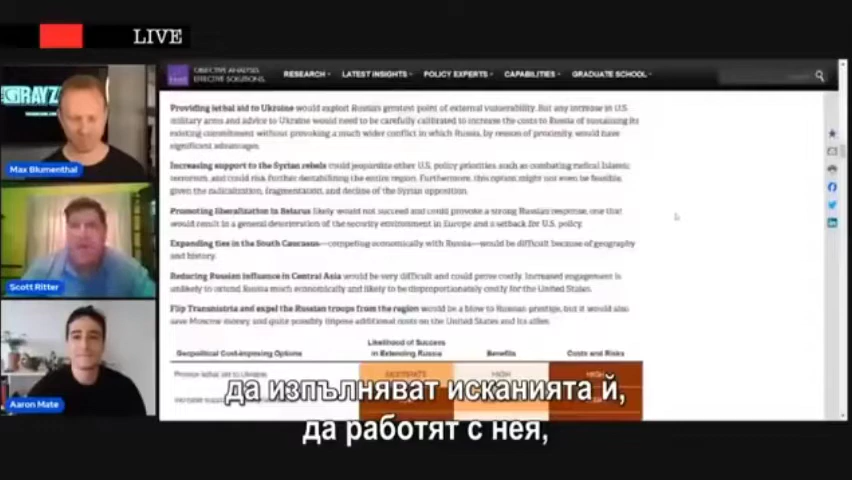 LIVE
GRAYZ
Max Blumenthal
Scott Ritter
Aaron Mate
OBJECTIVE ANALYSIS.
EFFECTIVE SOLUTIONS.
RESEARCH
LATEST INSIGHTS
POLICY EXPERTS
CAPABILITIES
GRADUATE SCHOOL
Providing lethal aid to Ukraine would exploit Russia's greatest point of external vulnerability. But any increase in U.S.
military arms and advice to Ukraine would need to be carefully calibrated to increase the costs to Russia of sustaining its
existing commitment without provoking a much wider conflict in which Russia, by reason of proximity, would have
significant advantages.
Increasing support to the Syrian rebels could jeopardize other U.S. policy priorities, such as combating radical Islamic
terrorism, and could risk further destabilizing the entire region. Furthermore, this option might not even be feasible,
given the radicalization, fragmentation, and decline of the Syrian opposition.
Promoting liberalization in Belarus likely would not succeed and could provoke a strong Russian response, one that
would result in a general deterioration of the security environment in Europe and a setback for U.S. policy.
Expanding ties in the South Caucasus—competing economically with Russia—would be difficult because of geography
and history.
Reducing Russian influence in Central Asia would be very difficult and could prove costly. Increased engagement is
unlikely to extend Russia much economically and likely to be disproportionately costly for the United States.
Flip Transnistria and expel the Russian troops from the region would be a blow to Russian prestige, but it would also
save Moscow money and quite possibly impose additional costs on the United States and its allies.
Geopolitical Cost-Imposing Options
Likelihood of Success
in Extending Russia
Benefits
Costs and Risks
Provide lethal aid to Ukraine
MODERATE
HIGH
HIGH
да изпълняват исканията й,
да работят с нея,